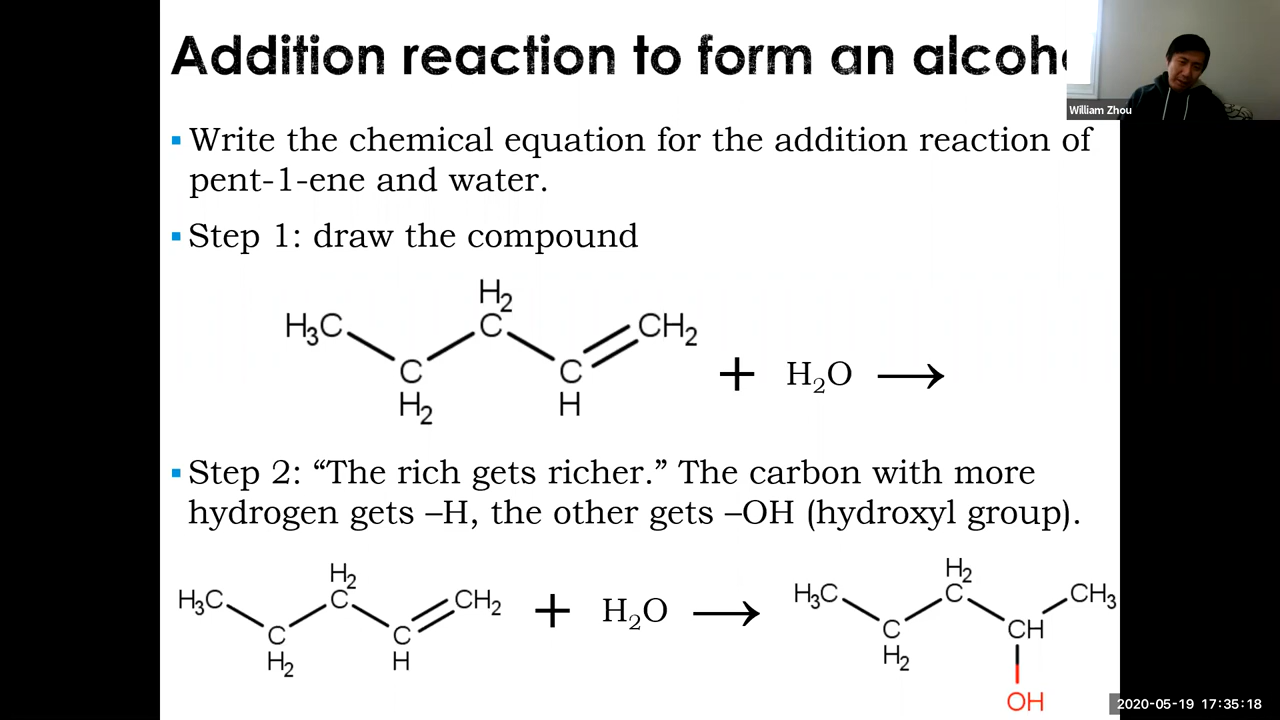 Addition reaction to form an alcoho
William Zhou
▪ Write the chemical equation for the addition reaction of
pent-1-ene and water.
▪ Step 1: draw the compound
H₂
H₃C C CH₂
C C + H₂O ⟶
H₂ H
▪ Step 2: “The rich gets richer.” The carbon with more
hydrogen gets –H, the other gets –OH (hydroxyl group).
H₂ H₂
H₃C C CH₂ + H₂O ⟶ H₃C C CH₃
C C C CH
H₂ H H₂
OH
2020-05-19 17:35:18